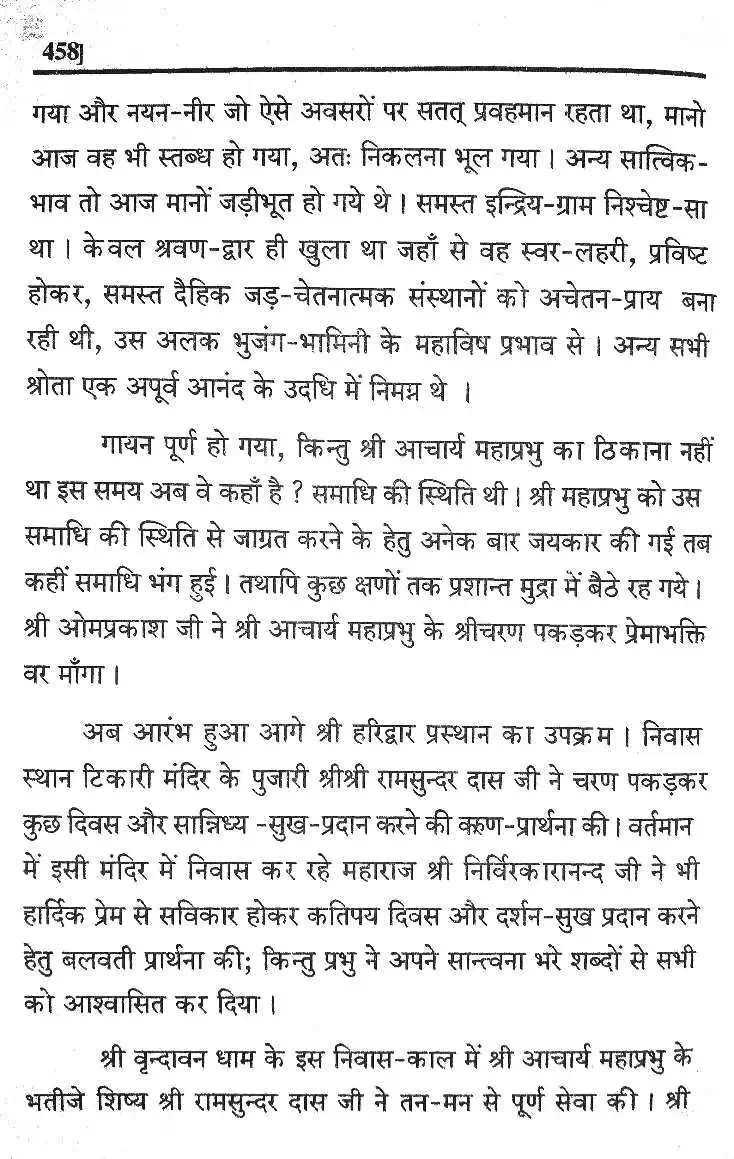 458]
गया और नयन-नीर जो ऐसे अवसरों पर सतत् प्रवहमान रहता था, मानो
आज वह भी स्तब्ध हो गया, अतः निकलना भूल गया । अन्य सात्विक-
भाव तो आज मानों जड़ीभूत हो गये थे । समस्त इन्द्रिय-ग्राम निश्चेष्ट-सा
था । केवल श्रवण-द्वार ही खुला था जहाँ से वह स्वर-लहरी, प्रविष्ट
होकर, समस्त दैहिक जड़-चेतनात्मक संस्थानों को अचेतन-प्राय बना
रही थी, उस अलक भुजंग-भामिनी के महाविष प्रभाव से । अन्य सभी
श्रोता एक अपूर्व आनंद के उदधि में निमग्न थे ।
गायन पूर्ण हो गया, किन्तु श्री आचार्य महाप्रभु का ठिकाना नहीं
था इस समय अब वे कहाँ है ? समाधि की स्थिति थी । श्री महाप्रभु को उस
समाधि की स्थिति से जाग्रत करने के हेतु अनेक बार जयकार की गई तब
कहीं समाधि भंग हुई । तथापि कुछ क्षणों तक प्रशान्त मुद्रा में बैठे रह गये ।
श्री ओमप्रकाश जी ने श्री आचार्य महाप्रभु के श्रीचरण पकड़कर प्रेमाभक्ति
वर माँगा ।
अब आरंभ हुआ आगे श्री हरिद्वार प्रस्थान का उपक्रम । निवास
स्थान टिकारी मंदिर के पुजारी श्रीश्री रामसुन्दर दास जी ने चरण पकड़कर
कुछ दिवस और सान्निध्य -सुख-प्रदान करने की करुण-प्रार्थना की । वर्तमान
में इसी मंदिर में निवास कर रहे महाराज श्री निर्विरकारानन्द जी ने भी
हार्दिक प्रेम से सविकार होकर कतिपय दिवस और दर्शन-सुख प्रदान करने
हेतु बलवती प्रार्थना की; किन्तु प्रभु ने अपने सान्त्वना भरे शब्दों से सभी
को आश्वासित कर दिया ।
श्री वृन्दावन धाम के इस निवास-काल में श्री आचार्य महाप्रभु के
भतीजे शिष्य श्री रामसुन्दर दास जी ने तन-मन से पूर्ण सेवा की । श्री